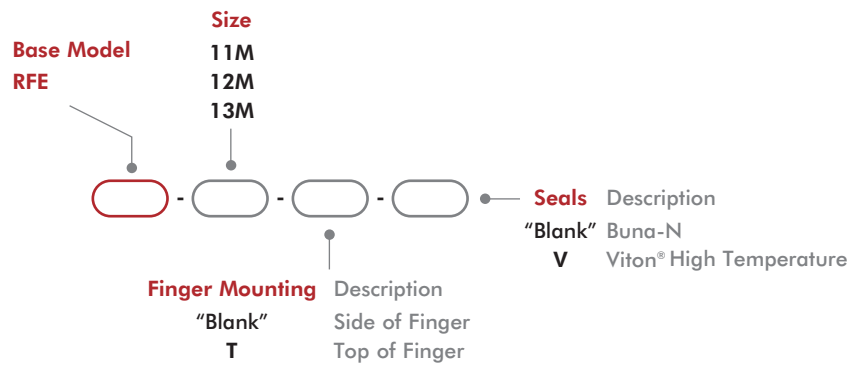 Size
Base Model
RFE
11M
12M
13M
- - -
Seals Description
“Blank” Buna-N
V Viton® High Temperature
Finger Mounting Description
“Blank” Side of Finger
T Top of Finger